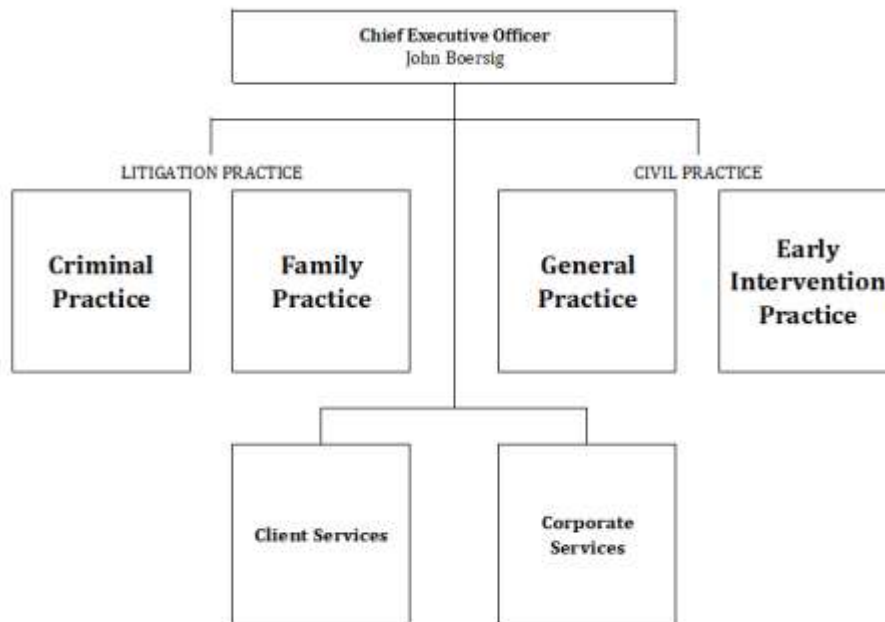 Chief Executive Officer
John Boersig
LITIGATION PRACTICE
CIVIL PRACTICE
Criminal
Practice
Family
Practice
General
Practice
Early
Intervention
Practice
Client Services
Corporate
Services